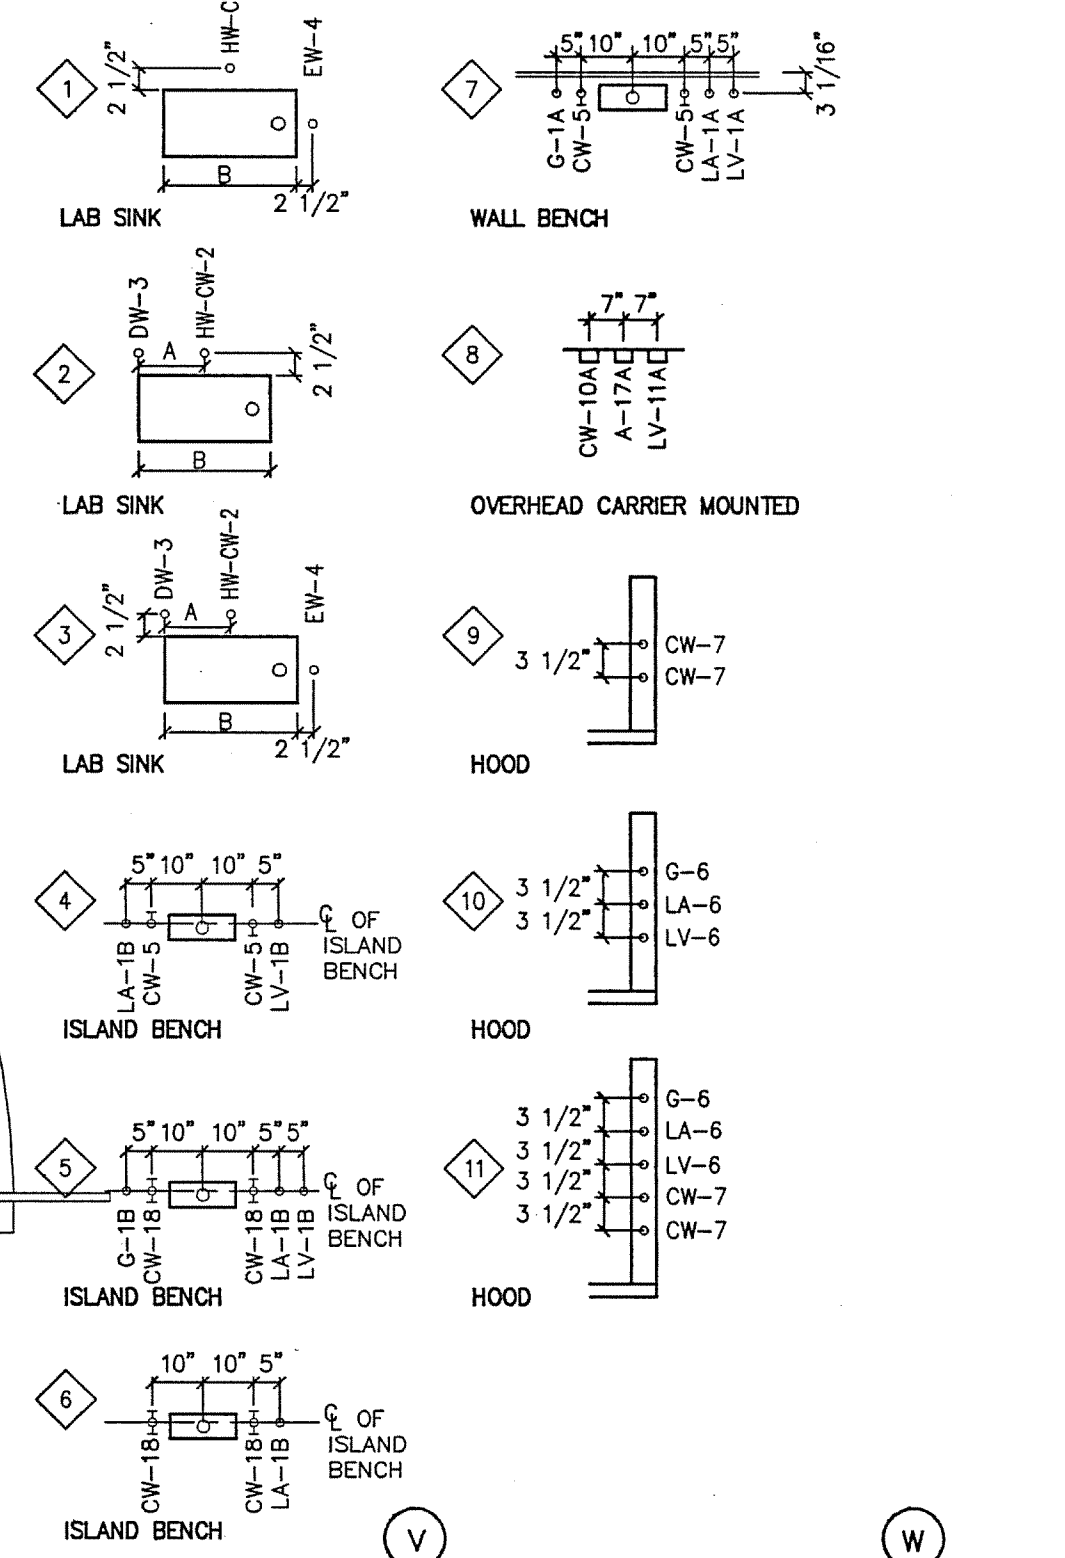 1
2 1/2"
HW-C
EW-4
B
2 1/2"
LAB SINK
2
DW-3
HW-CW-2
A
2 1/2"
B
LAB SINK
3
2 1/2"
DW-3
A
HW-CW-2
EW-4
B
2 1/2"
LAB SINK
4
5" 10" 10" 5"
LA-1B
CW-5
CW-5
LV-1B
℄ OF
ISLAND
BENCH
ISLAND BENCH
5
5" 10" 10" 5" 5"
G-1B
CW-18
CW-18
LA-1B
LV-1B
℄ OF
ISLAND
BENCH
ISLAND BENCH
6
10" 10" 5"
CW-18
CW-18
LA-1B
℄ OF
ISLAND
BENCH
ISLAND BENCH
7
5" 10" 10" 5" 5"
3 1/16"
G-1A
CW-5
CW-5
LA-1A
LV-1A
WALL BENCH
8
7" 7"
CW-10A
A-17A
LV-11A
OVERHEAD CARRIER MOUNTED
9
3 1/2"
CW-7
CW-7
HOOD
10
3 1/2"
3 1/2"
G-6
LA-6
LV-6
HOOD
11
3 1/2"
3 1/2"
3 1/2"
3 1/2"
G-6
LA-6
LV-6
CW-7
CW-7
HOOD
V
W